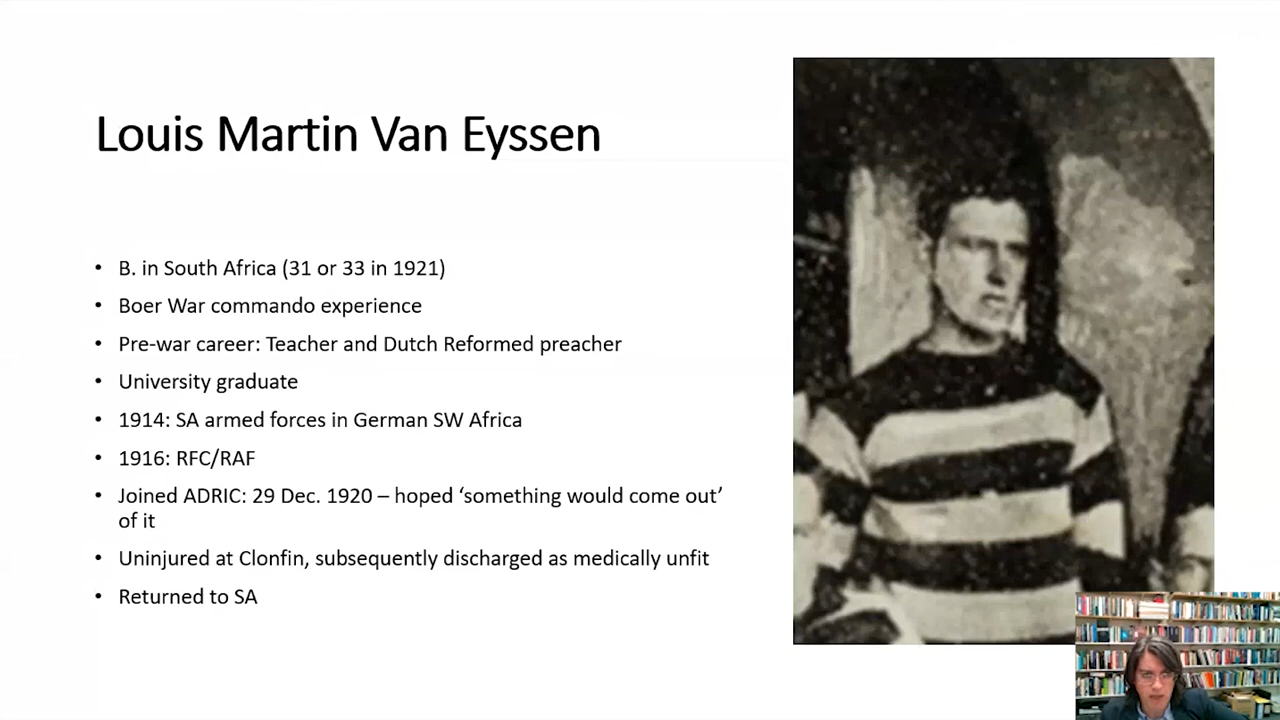 Louis Martin Van Eyssen
• B. in South Africa (31 or 33 in 1921)
• Boer War commando experience
• Pre-war career: Teacher and Dutch Reformed preacher
• University graduate
• 1914: SA armed forces in German SW Africa
• 1916: RFC/RAF
• Joined ADRIC: 29 Dec. 1920 – hoped ‘something would come out’
of it
• Uninjured at Clonfin, subsequently discharged as medically unfit
• Returned to SA